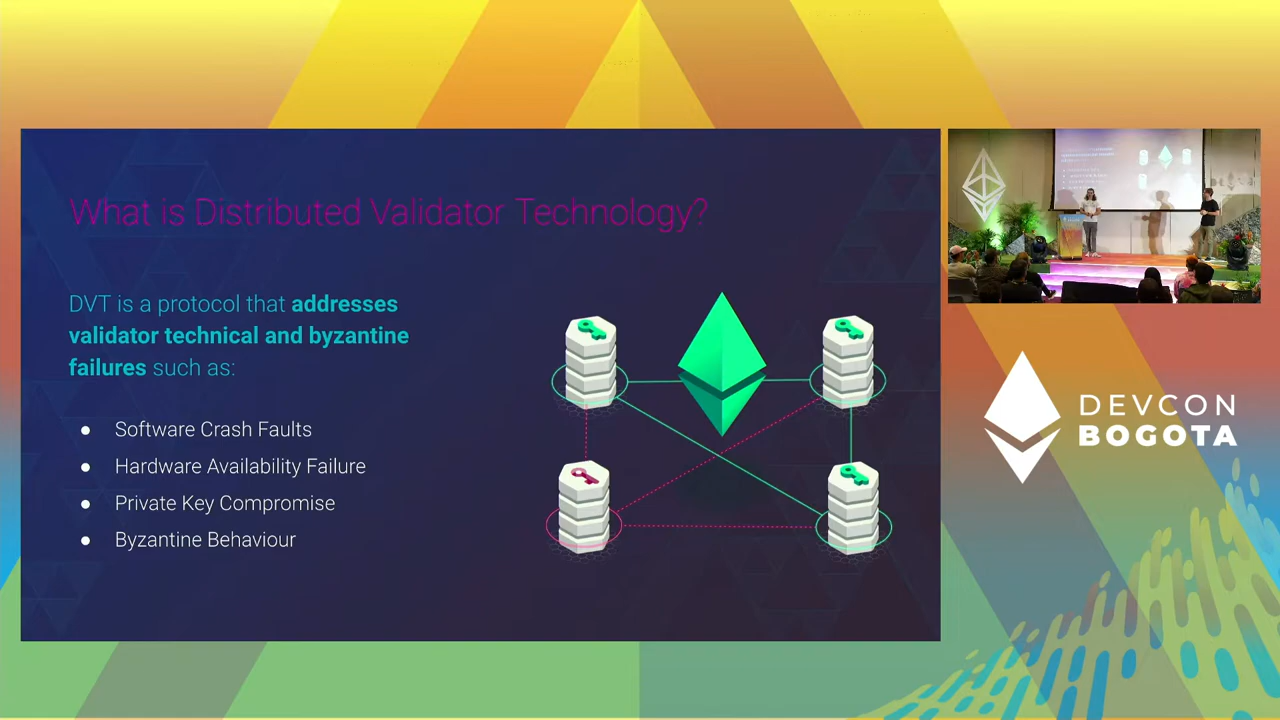 What is Distributed Validator Technology?
DVT is a protocol that addresses
validator technical and byzantine
failures such as:
● Software Crash Faults
● Hardware Availability Failure
● Private Key Compromise
● Byzantine Behaviour
DEVCON
BOGOTA